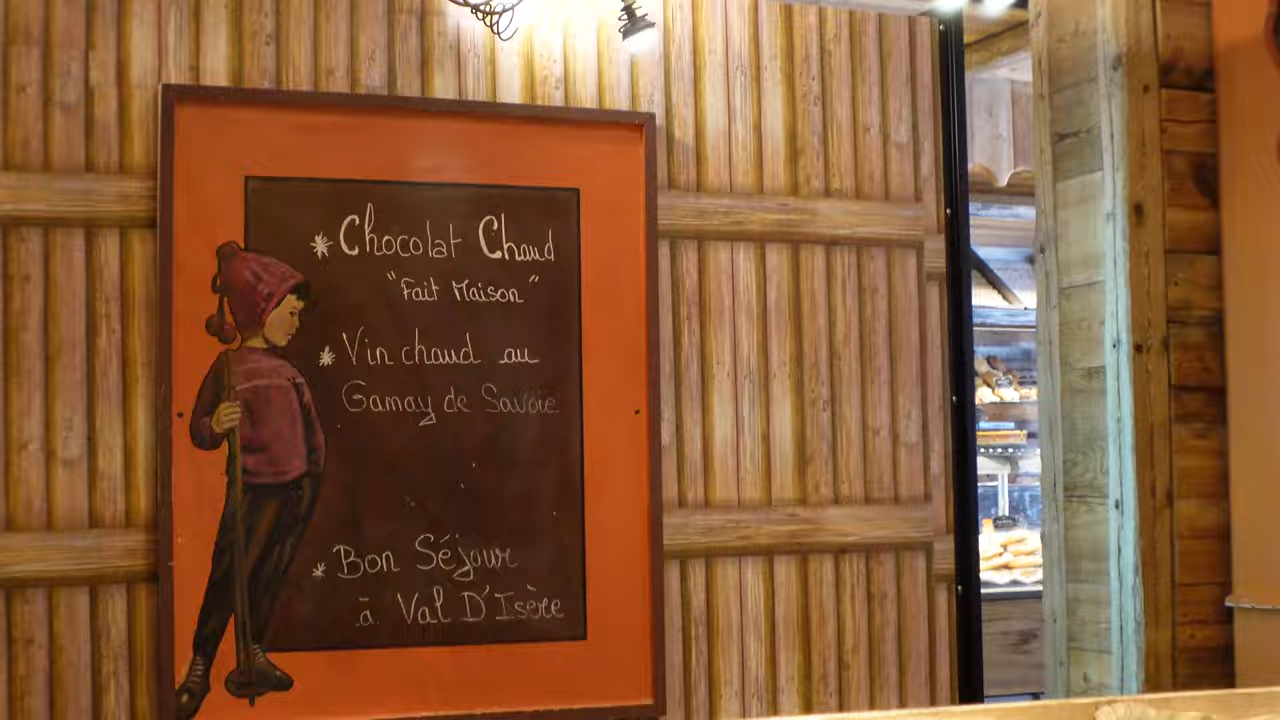 * Chocolat Chaud
"Fait Maison"
* Vin chaud au
Gamay de Savoie.
* Bon Séjour
à Val D'Isère